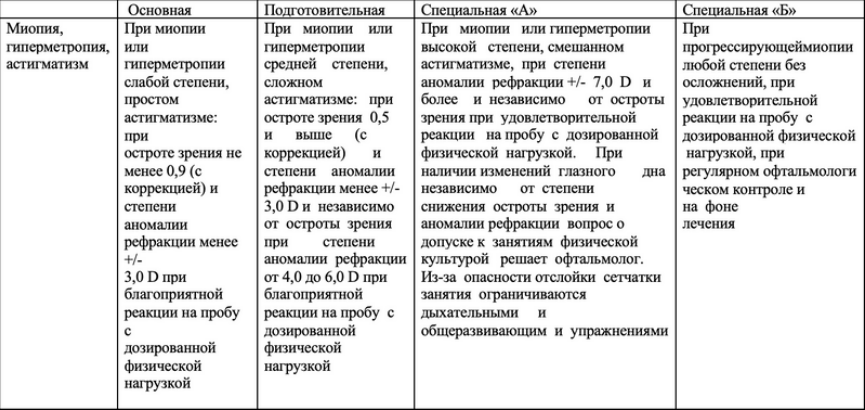 Основная
Подготовительная
Специальная «А»
Специальная «Б»
Миопия,
гиперметропия,
астигматизм
При миопии
или
гиперметропии
слабой степени,
простом
астигматизме:
при
остроте зрения не
менее 0,9 (с
коррекцией) и
степени
аномалии
рефракции менее
+/-
3,0 D при
благоприятной
реакции на пробу
с
дозированной
физической
нагрузкой
При миопии или
гиперметропии
средней степени,
сложном
астигматизме: при
остроте зрения 0,5
и выше (с
коррекцией) и
степени аномалии
рефракции менее +/-
3,0 D и независимо
от остроты зрения
при степени
аномалии рефракции
от 4,0 до 6,0 D при
благоприятной
реакции на пробу с
дозированной
физической
нагрузкой
При миопии или гиперметропии
высокой степени, смешанном
астигматизме, при степени
аномалии рефракции +/- 7,0 D и
более и независимо от остроты
зрения при удовлетворительной
реакции на пробу с дозированной
физической нагрузкой. При
наличии изменений глазного дна
независимо от степени
снижения остроты зрения и
аномалии рефракции вопрос о
допуске к занятиям физической
культурой решает офтальмолог.
Из-за опасности отслойки сетчатки
занятия ограничиваются
дыхательными и
общеразвивающим и упражнениями
При
прогрессирующеймиопии
любой степени без
осложнений, при
удовлетворительной
реакции на пробу с
дозированной физической
нагрузкой, при
регулярном офтальмологи
ческом контроле и
на фоне
лечения